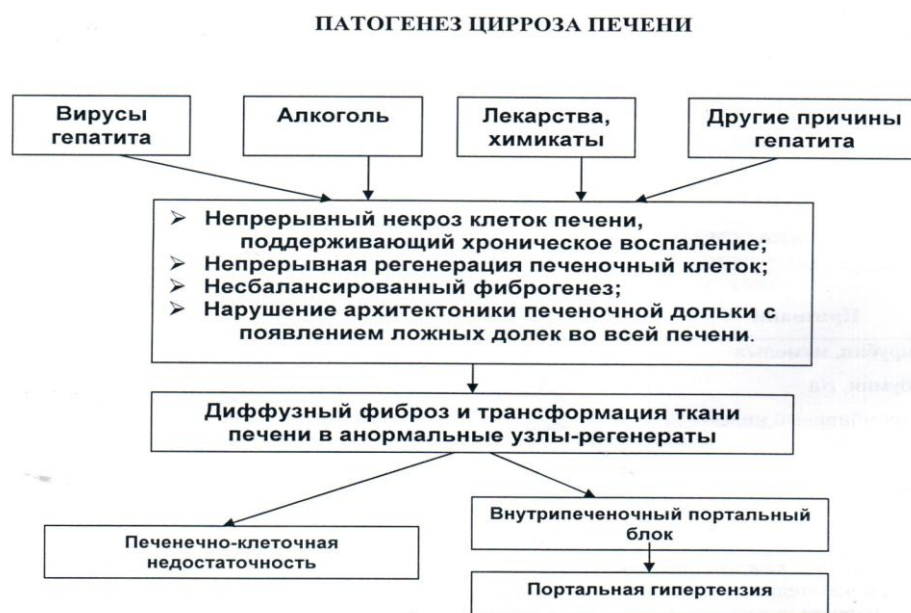 ПАТОГЕНЕЗ ЦИРРОЗА ПЕЧЕНИ
Вирусы
гепатита
Алкоголь
Лекарства,
химикаты
Другие причины
гепатита
➢ Непрерывный некроз клеток печени,
поддерживающий хроническое воспаление;
➢ Непрерывная регенерация печеночный клеток;
➢ Несбалансированный фиброгенез;
➢ Нарушение архитектоники печеночной дольки с
появлением ложных долек во всей печени.
Диффузный фиброз и трансформация ткани
печени в анормальные узлы-регенераты
Печенечно-клеточная
недостаточность
Внутрипеченочный портальный
блок
Портальная гипертензия